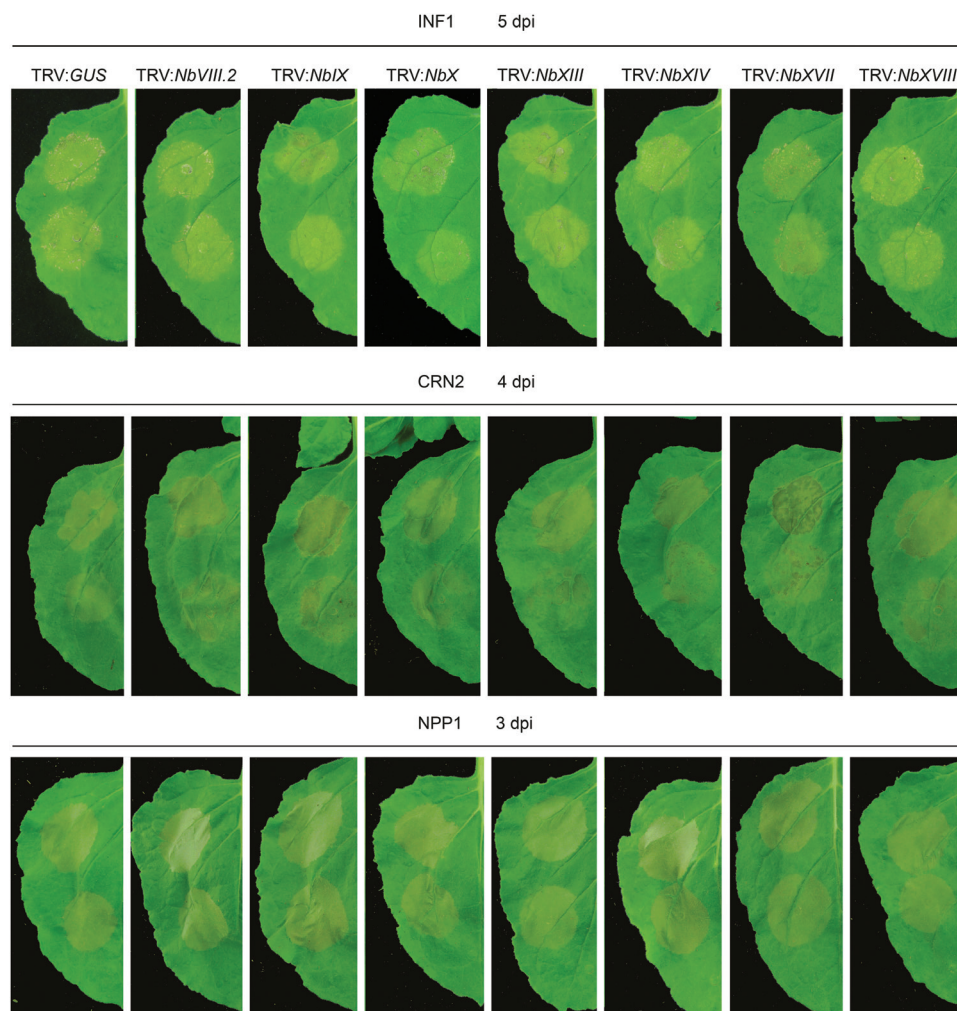 INF1 5 dpi
TRV:GUS TRV:NbVIII.2 TRV:NbIX TRV:NbX TRV:NbXIII TRV:NbXIV TRV:NbXVII TRV:NbXVIII
CRN2 4 dpi
NPP1 3 dpi